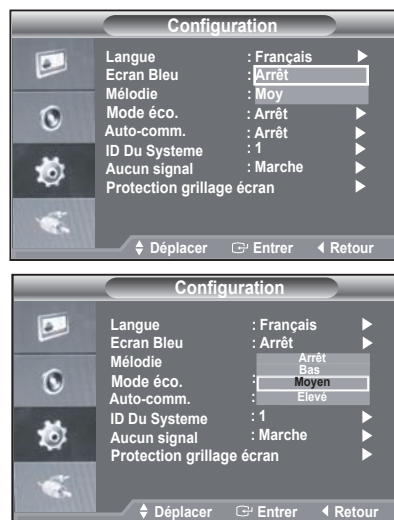 Configuration
Langue : Français
Ecran Bleu : Arrêt
Mélodie : Moy
Mode éco. : Arrêt
Auto-comm. : Arrêt
ID Du Systeme : 1
Aucun signal : Marche
Protection grillage écran
Déplacer Entrer Retour
Configuration
Langue : Français
Ecran Bleu : Arrêt
Mélodie Arrêt
Bas
Mode éco. : Moyen
Auto-comm. : Elevé
ID Du Systeme : 1
Aucun signal : Marche
Protection grillage écran
Déplacer Entrer Retour